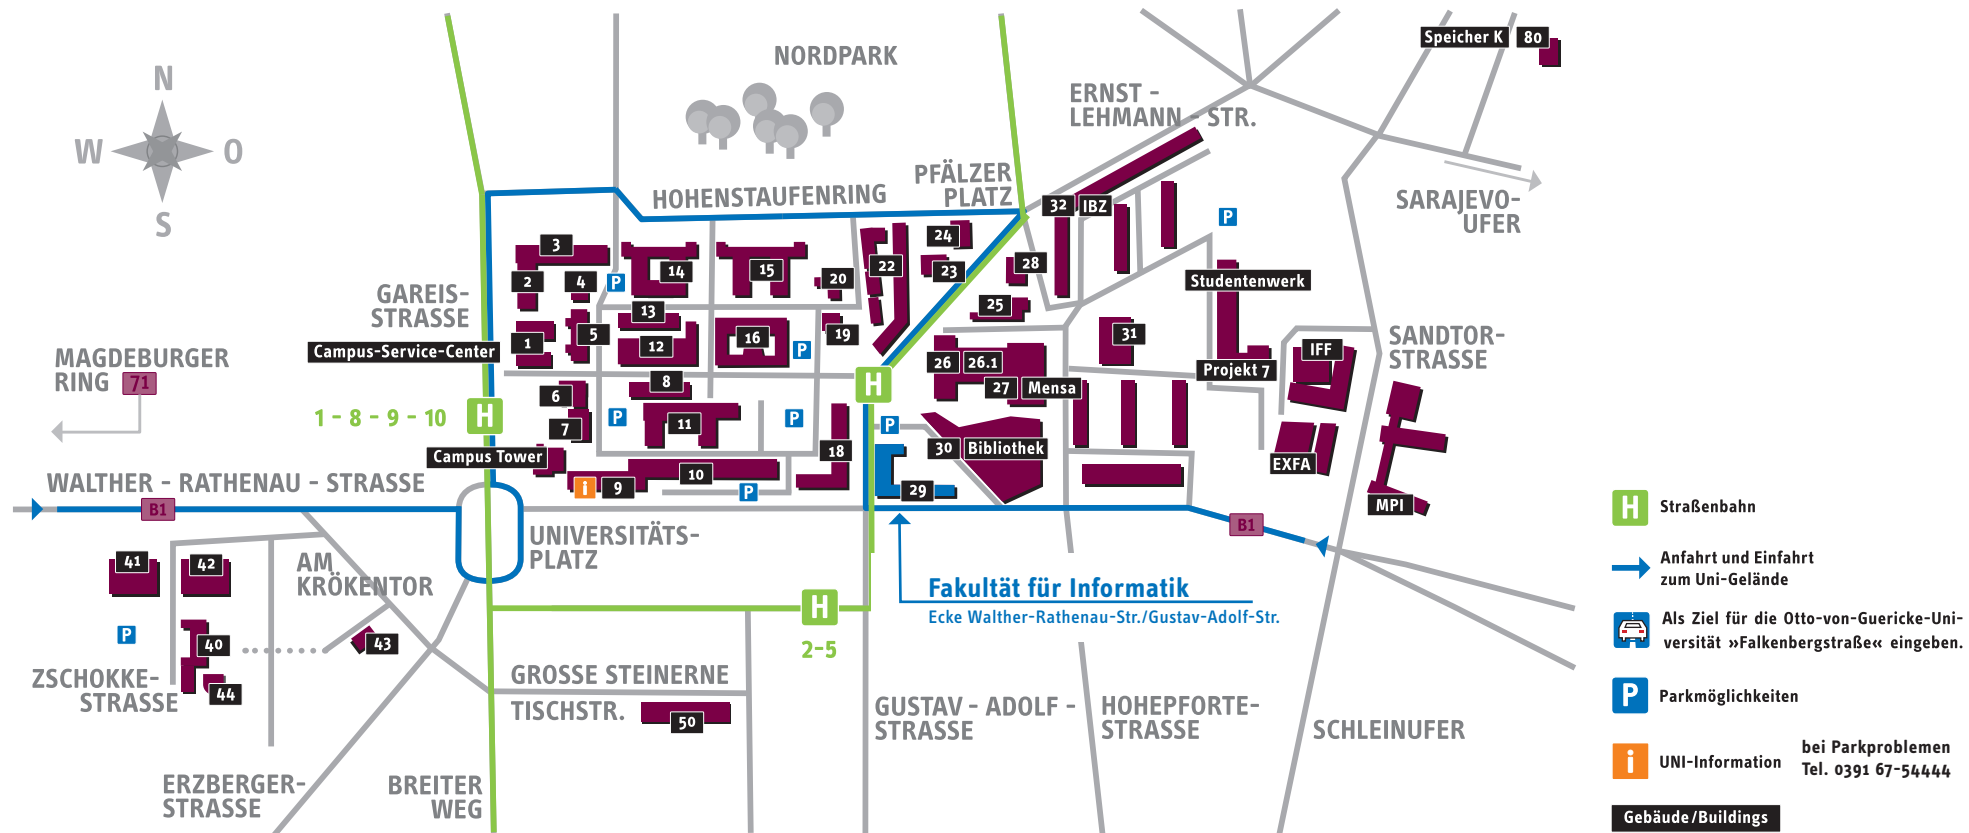 N
W
O
S
NORDPARK
ERNST -
LEHMANN - STR.
Speicher K
80
SARAJEVO-
UFER
PFÄLZER
PLATZ
HOHENSTAUFENRING
32
IBZ
P
3
2
4
P
14
15
20
22
24
23
28
25
Studentenwerk
GAREIS-
STRASSE
Campus-Service-Center
1
5
13
12
16
P
19
26
26.1
27
Mensa
31
Projekt 7
IFF
SANDTOR-
STRASSE
MAGDEBURGER
RING
71
1 - 8 - 9 - 10
H
H
6
7
8
P
11
P
18
P
30
Bibliothek
EXFA
MPI
Campus Tower
i
9
10
P
29
WALTHER - RATHENAU - STRASSE
B1
B1
UNIVERSITÄTS-
PLATZ
AM
KRÖKENTOR
41
42
P
40
43
44
ZSCHOKKE-
STRASSE
Fakultät für Informatik
Ecke Walther-Rathenau-Str./Gustav-Adolf-Str.
H
2-5
GROSSE STEINERNE
TISCHSTR.
50
GUSTAV - ADOLF -
STRASSE
HOHEPFORTE-
STRASSE
SCHLEINUFER
ERZBERGER-
STRASSE
BREITER
WEG
H
Straßenbahn
Anfahrt und Einfahrt
zum Uni-Gelände
Als Ziel für die Otto-von-Guericke-Uni-
versität »Falkenbergstraße« eingeben.
P
Parkmöglichkeiten
i
UNI-Information
bei Parkproblemen
Tel. 0391 67-54444
Gebäude/Buildings